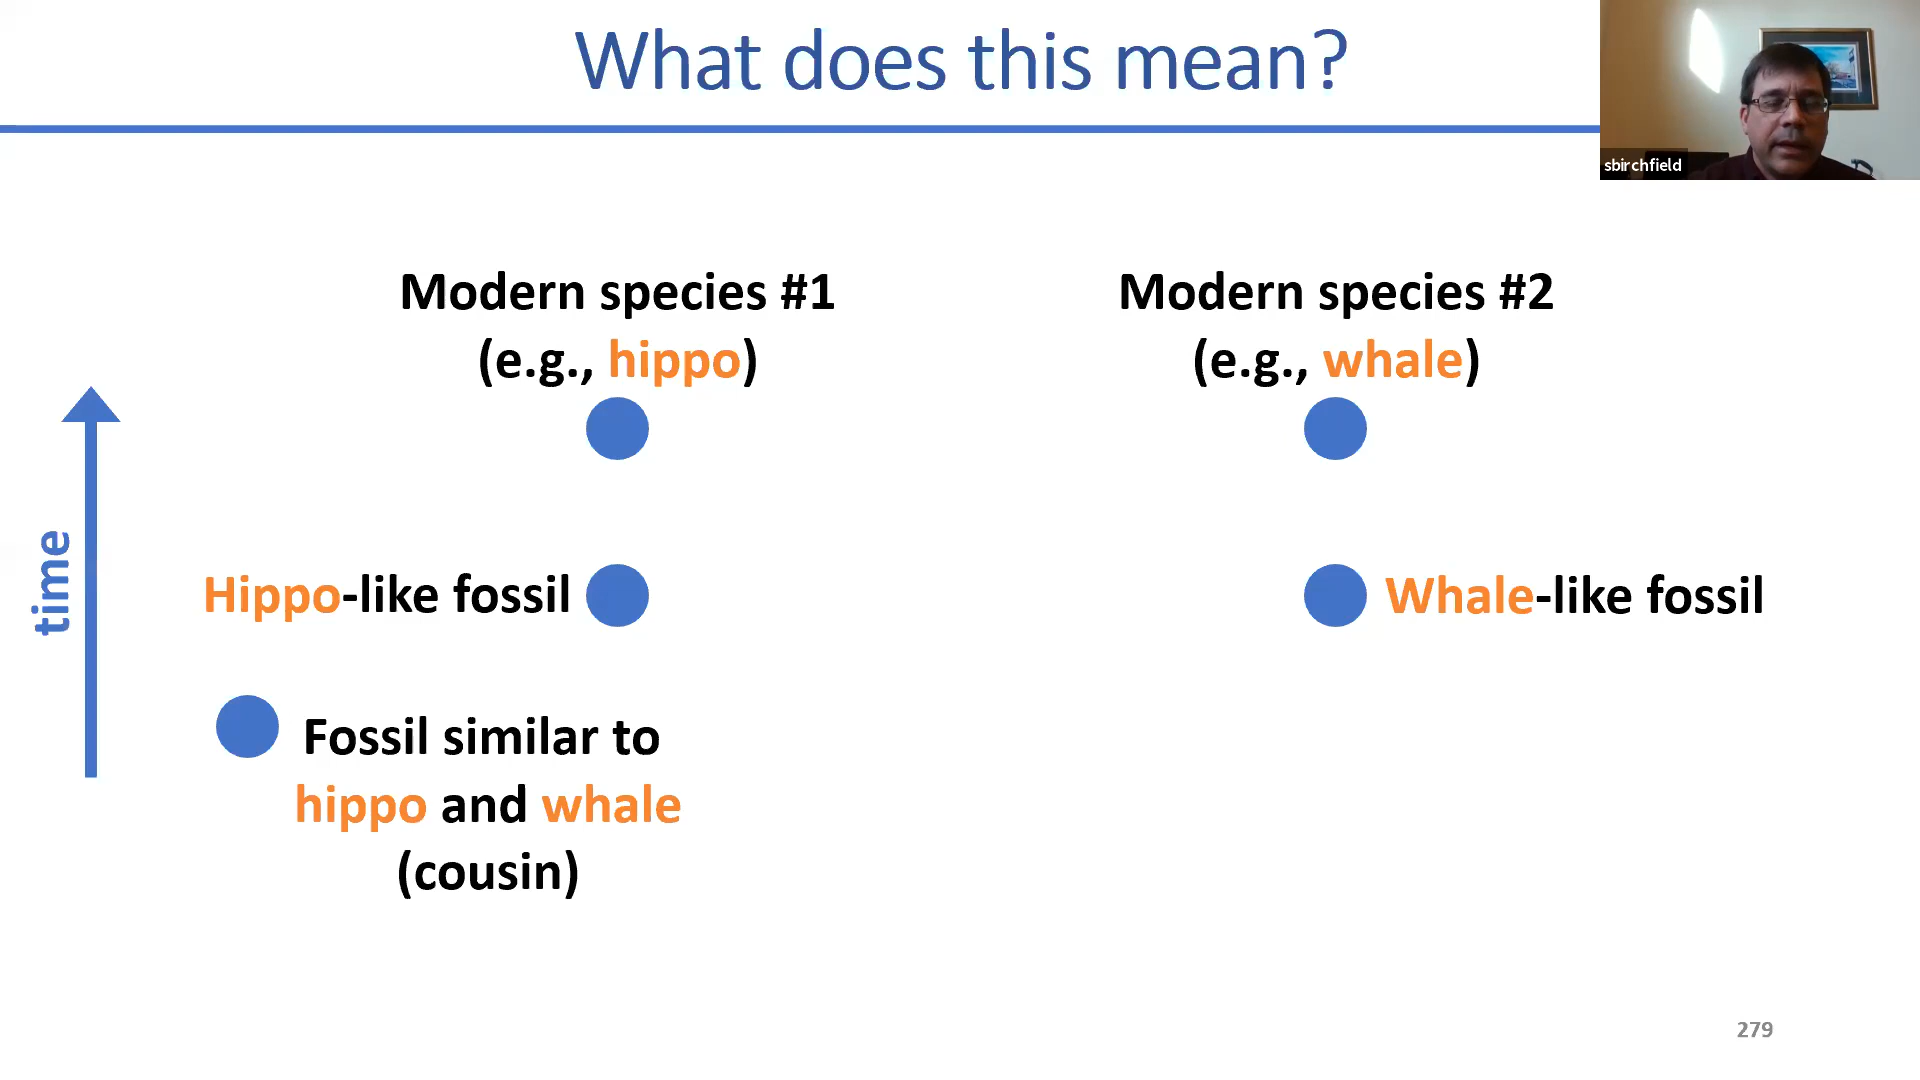 What does this mean?
sbirchfield
Modern species #1
(e.g., hippo)
Modern species #2
(e.g., whale)
time
Hippo-like fossil
Whale-like fossil
Fossil similar to
hippo and whale
(cousin)
279